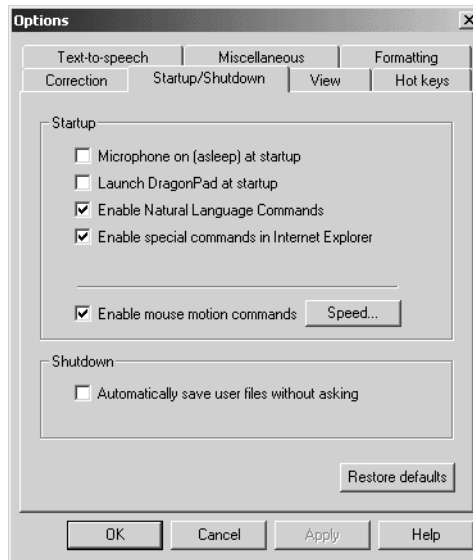 Options
Text-to-speech Miscellaneous Formatting
Correction Startup/Shutdown View Hot keys
Startup
Microphone on (asleep) at startup
Launch DragonPad at startup
Enable Natural Language Commands
Enable special commands in Internet Explorer
Enable mouse motion commands Speed...
Shutdown
Automatically save user files without asking
Restore defaults
OK Cancel Apply Help